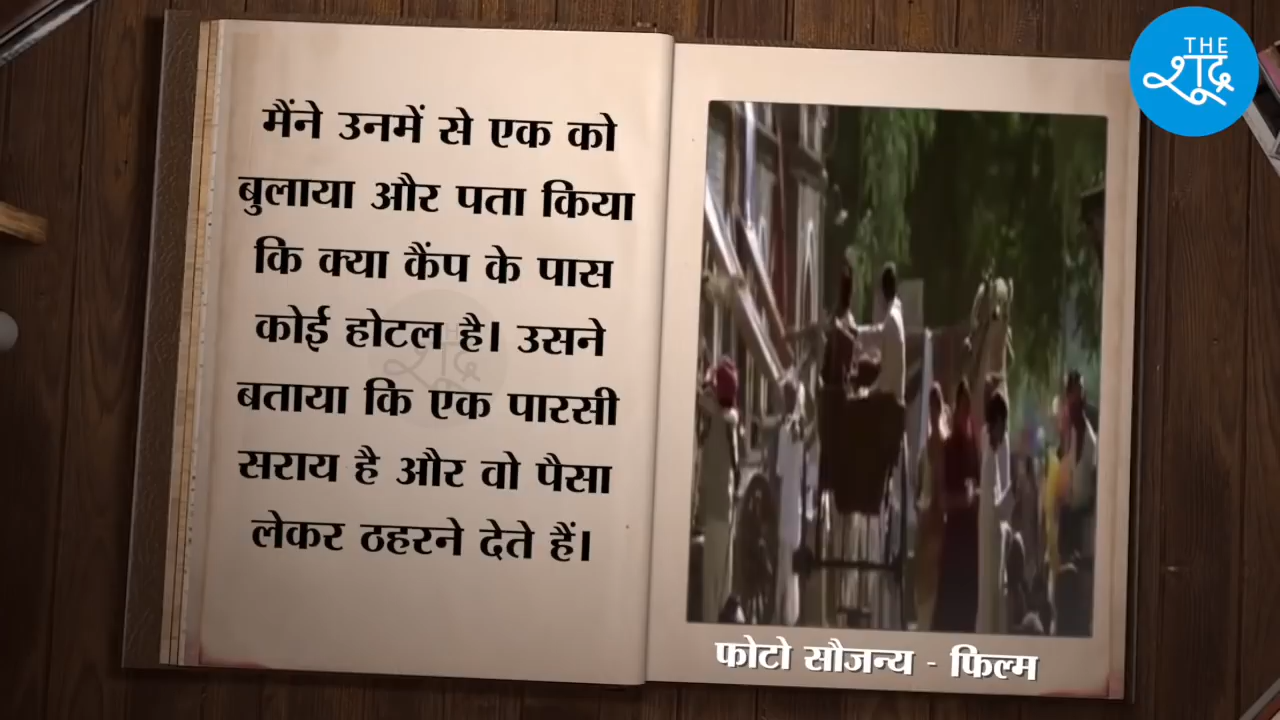 मैंने उनमें से एक को
बुलाया और पता किया
कि क्या कैंप के पास
कोई होटल है। उसने
बताया कि एक पारसी
सराय है और वो पैसा
लेकर ठहरने देते हैं।
फोटो सौजन्य - फिल्म
THE
शूद्र